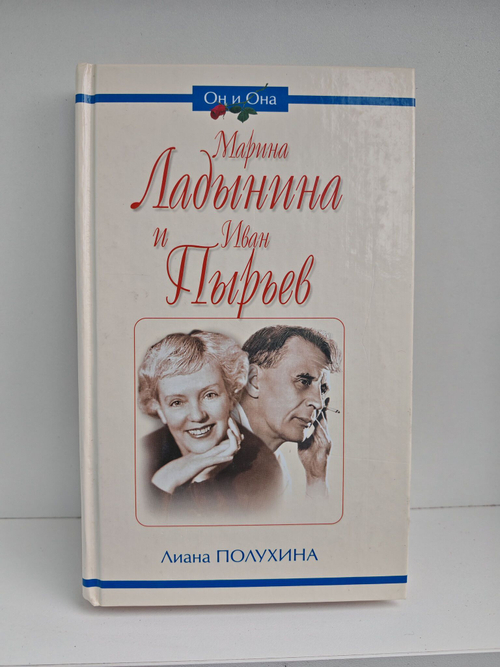 Он и Она
Марина
Ладынина
и Иван
Пырьев
Лиана ПОЛУХИНА